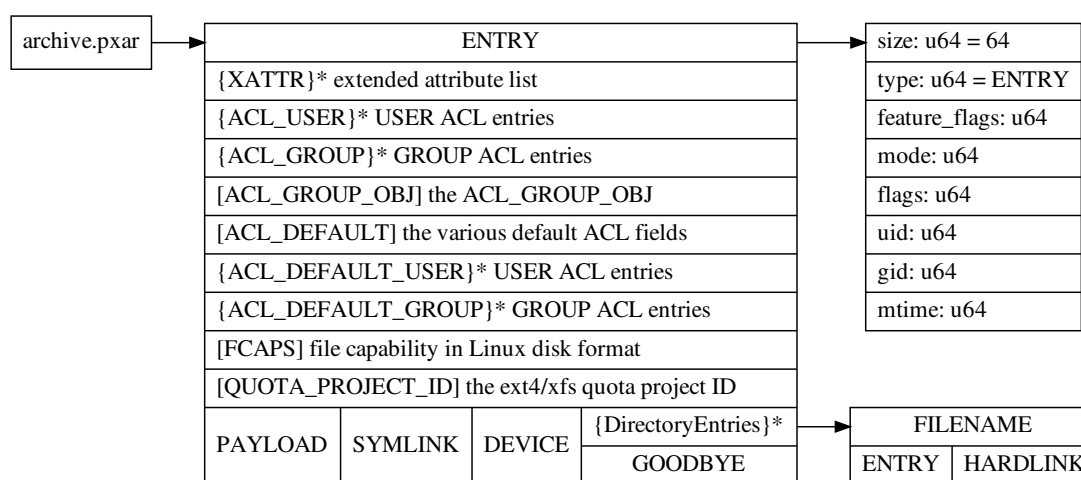 archive.pxar
ENTRY
{XATTR}* extended attribute list
{ACL_USER}* USER ACL entries
{ACL_GROUP}* GROUP ACL entries
[ACL_GROUP_OBJ] the ACL_GROUP_OBJ
[ACL_DEFAULT] the various default ACL fields
{ACL_DEFAULT_USER}* USER ACL entries
{ACL_DEFAULT_GROUP}* GROUP ACL entries
[FCAPS] file capability in Linux disk format
[QUOTA_PROJECT_ID] the ext4/xfs quota project ID
PAYLOAD
SYMLINK
DEVICE
{DirectoryEntries}*
GOODBYE
size: u64 = 64
type: u64 = ENTRY
feature_flags: u64
mode: u64
flags: u64
uid: u64
gid: u64
mtime: u64
FILENAME
ENTRY
HARDLINK